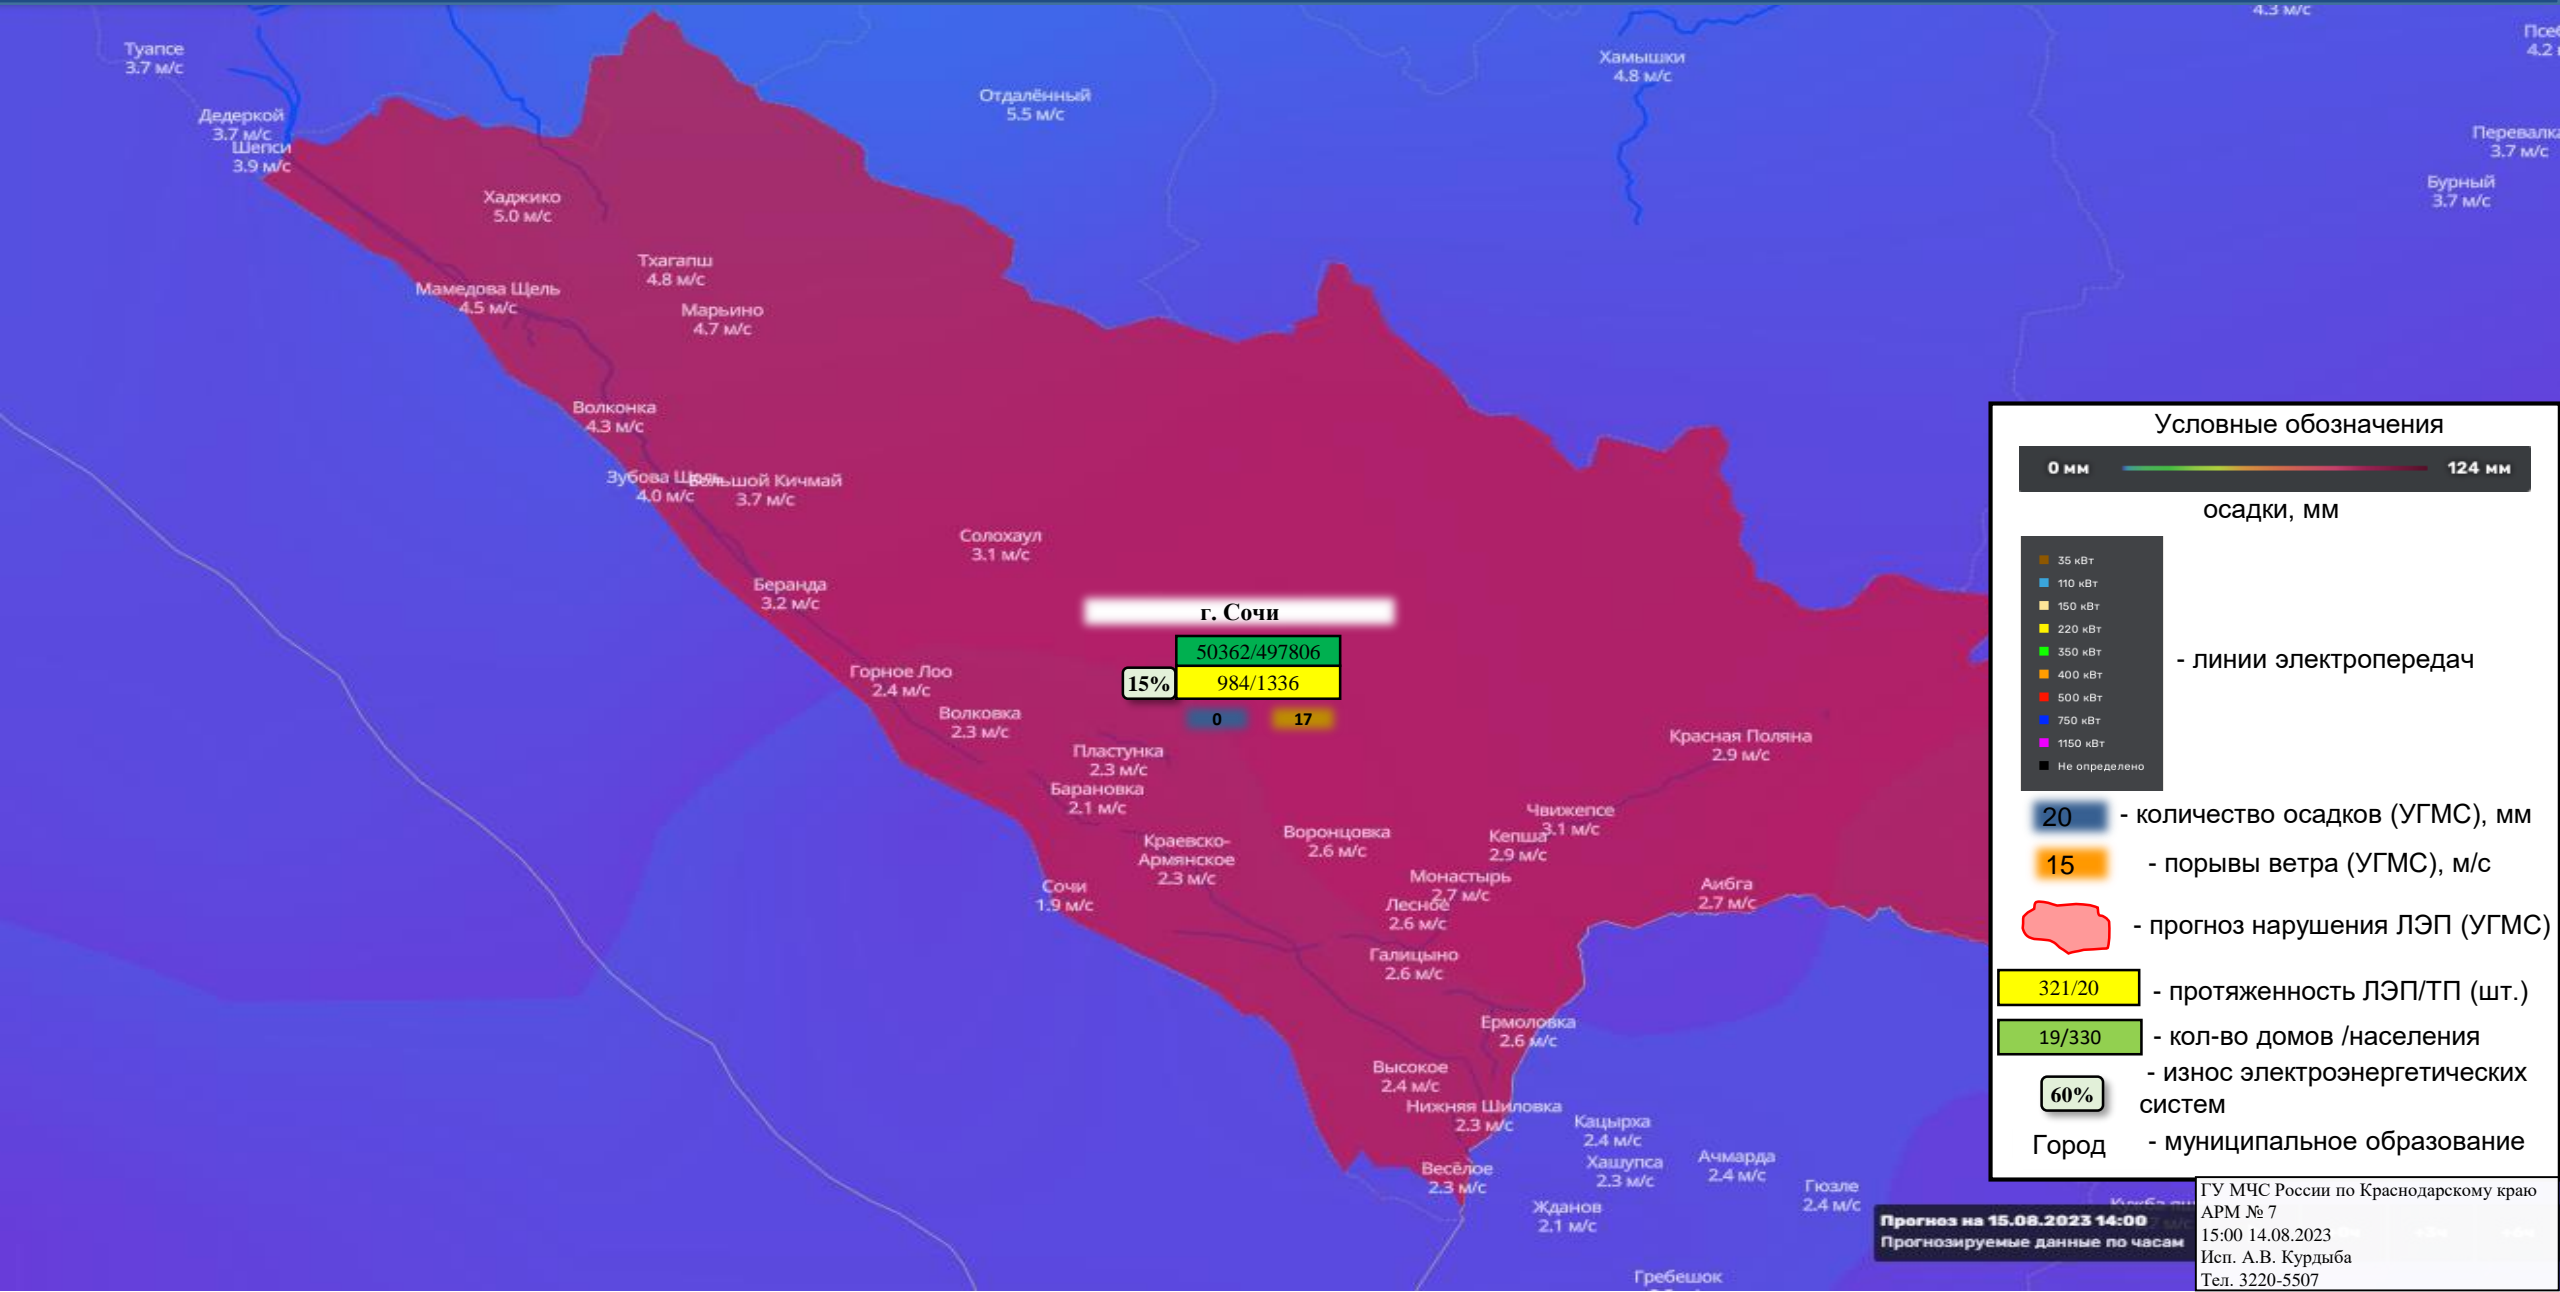 4.3 м/с
Туапсе
3.7 м/с
Хамышки
4.8 м/с
4.2
Отдалённый
5.5 м/с
Дедеркой
3.7 м/с
Шепси
3.9 м/с
Перевалка
3.7 м/с
Бурный
3.7 м/с
Хаджико
5.0 м/с
Тхагапш
4.8 м/с
Мамедова Щель
4.5 м/с
Марьино
4.7 м/с
Волконка
4.3 м/с
Зубова Щель
4.0 м/с
Большой Кичмай
3.7 м/с
Солохаул
3.1 м/с
Беранда
3.2 м/с
г. Сочи
50362/497806
15%
984/1336
0
17
Горное Лоо
2.4 м/с
Волковка
2.3 м/с
Пластунка
2.3 м/с
Барановка
2.1 м/с
Красная Поляна
2.9 м/с
Чвижепсе
3.1 м/с
Кепша
2.9 м/с
Воронцовка
2.6 м/с
Краевско-
Армянское
2.3 м/с
Сочи
1.9 м/с
Монастырь
2.7 м/с
Лесное
2.6 м/с
Аибга
2.7 м/с
Галицыно
2.6 м/с
Ермоловка
2.6 м/с
Высокое
2.4 м/с
Нижняя Шиловка
2.3 м/с
Весёлое
2.3 м/с
Кацырха
2.4 м/с
Хашупса
2.3 м/с
Ачмарда
2.4 м/с
Гюзле
2.4 м/с
Жданов
2.1 м/с
Гребешок
Условные обозначения
0 мм
124 мм
осадки, мм
35 кВт
110 кВт
150 кВт
220 кВт
350 кВт
400 кВт
500 кВт
750 кВт
1150 кВт
Не определено
- линии электропередач
20 - количество осадков (УГМС), мм
15 - порывы ветра (УГМС), м/с
- прогноз нарушения ЛЭП (УГМС)
321/20 - протяженность ЛЭП/ТП (шт.)
19/330 - кол-во домов /населения
60% - износ электроэнергетических
систем
Город - муниципальное образование
Прогноз на 15.08.2023 14:00
Прогнозируемые данные по часам
ГУ МЧС России по Краснодарскому краю
АРМ № 7
15:00 14.08.2023
Исп. А.В. Курдыба
Тел. 3220-5507